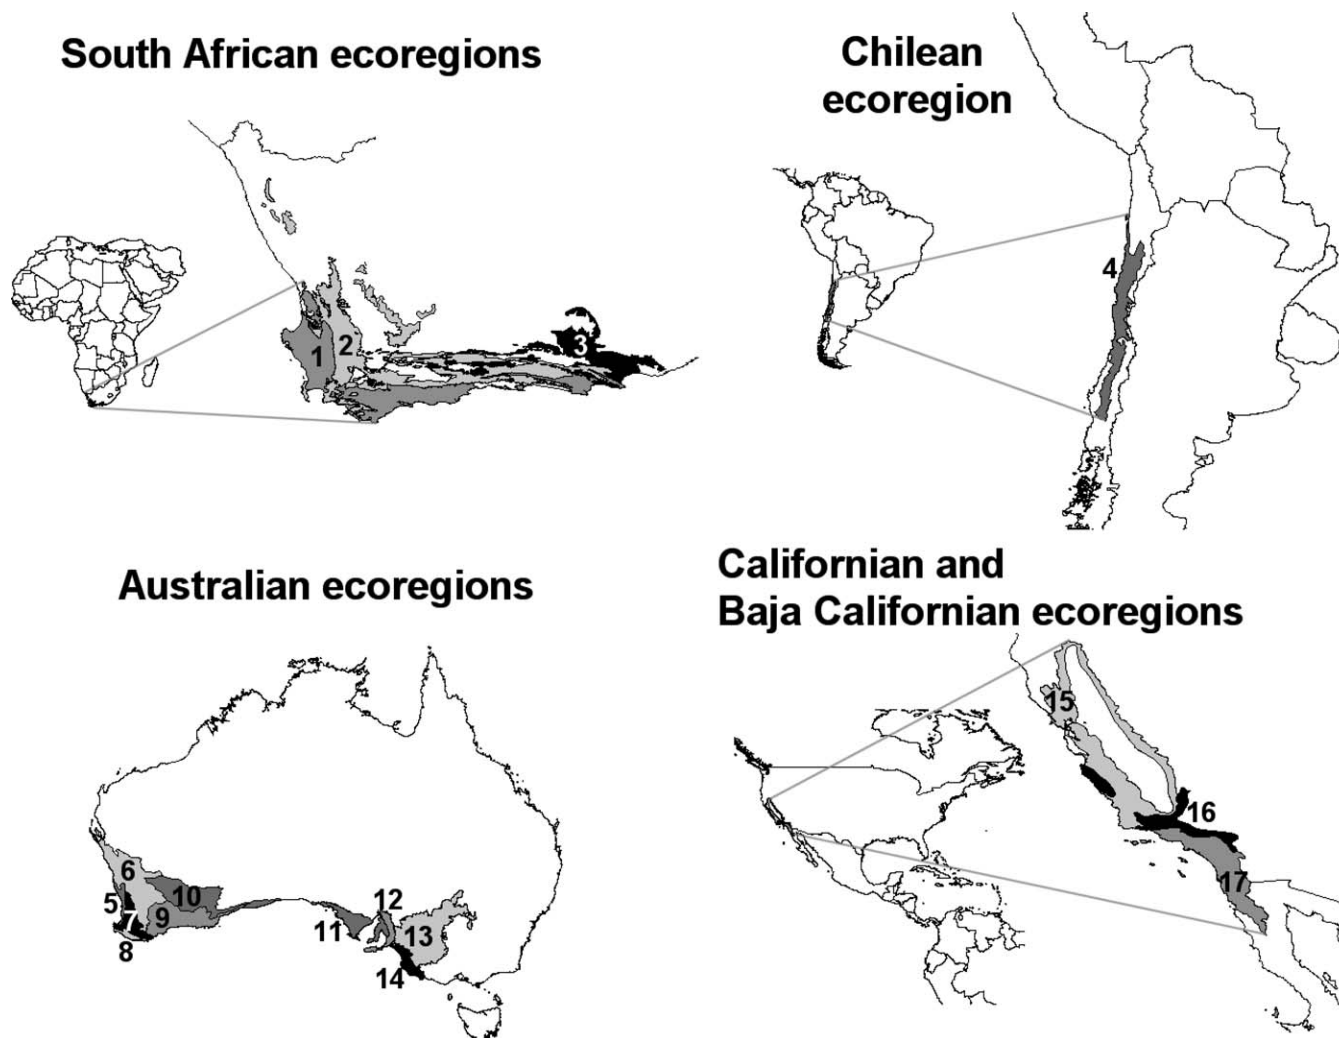 South African ecoregions
1
2
3
Chilean
ecoregion
4
Australian ecoregions
5
6
7
8
9
10
11
12
13
14
Californian and
Baja Californian ecoregions
15
16
17